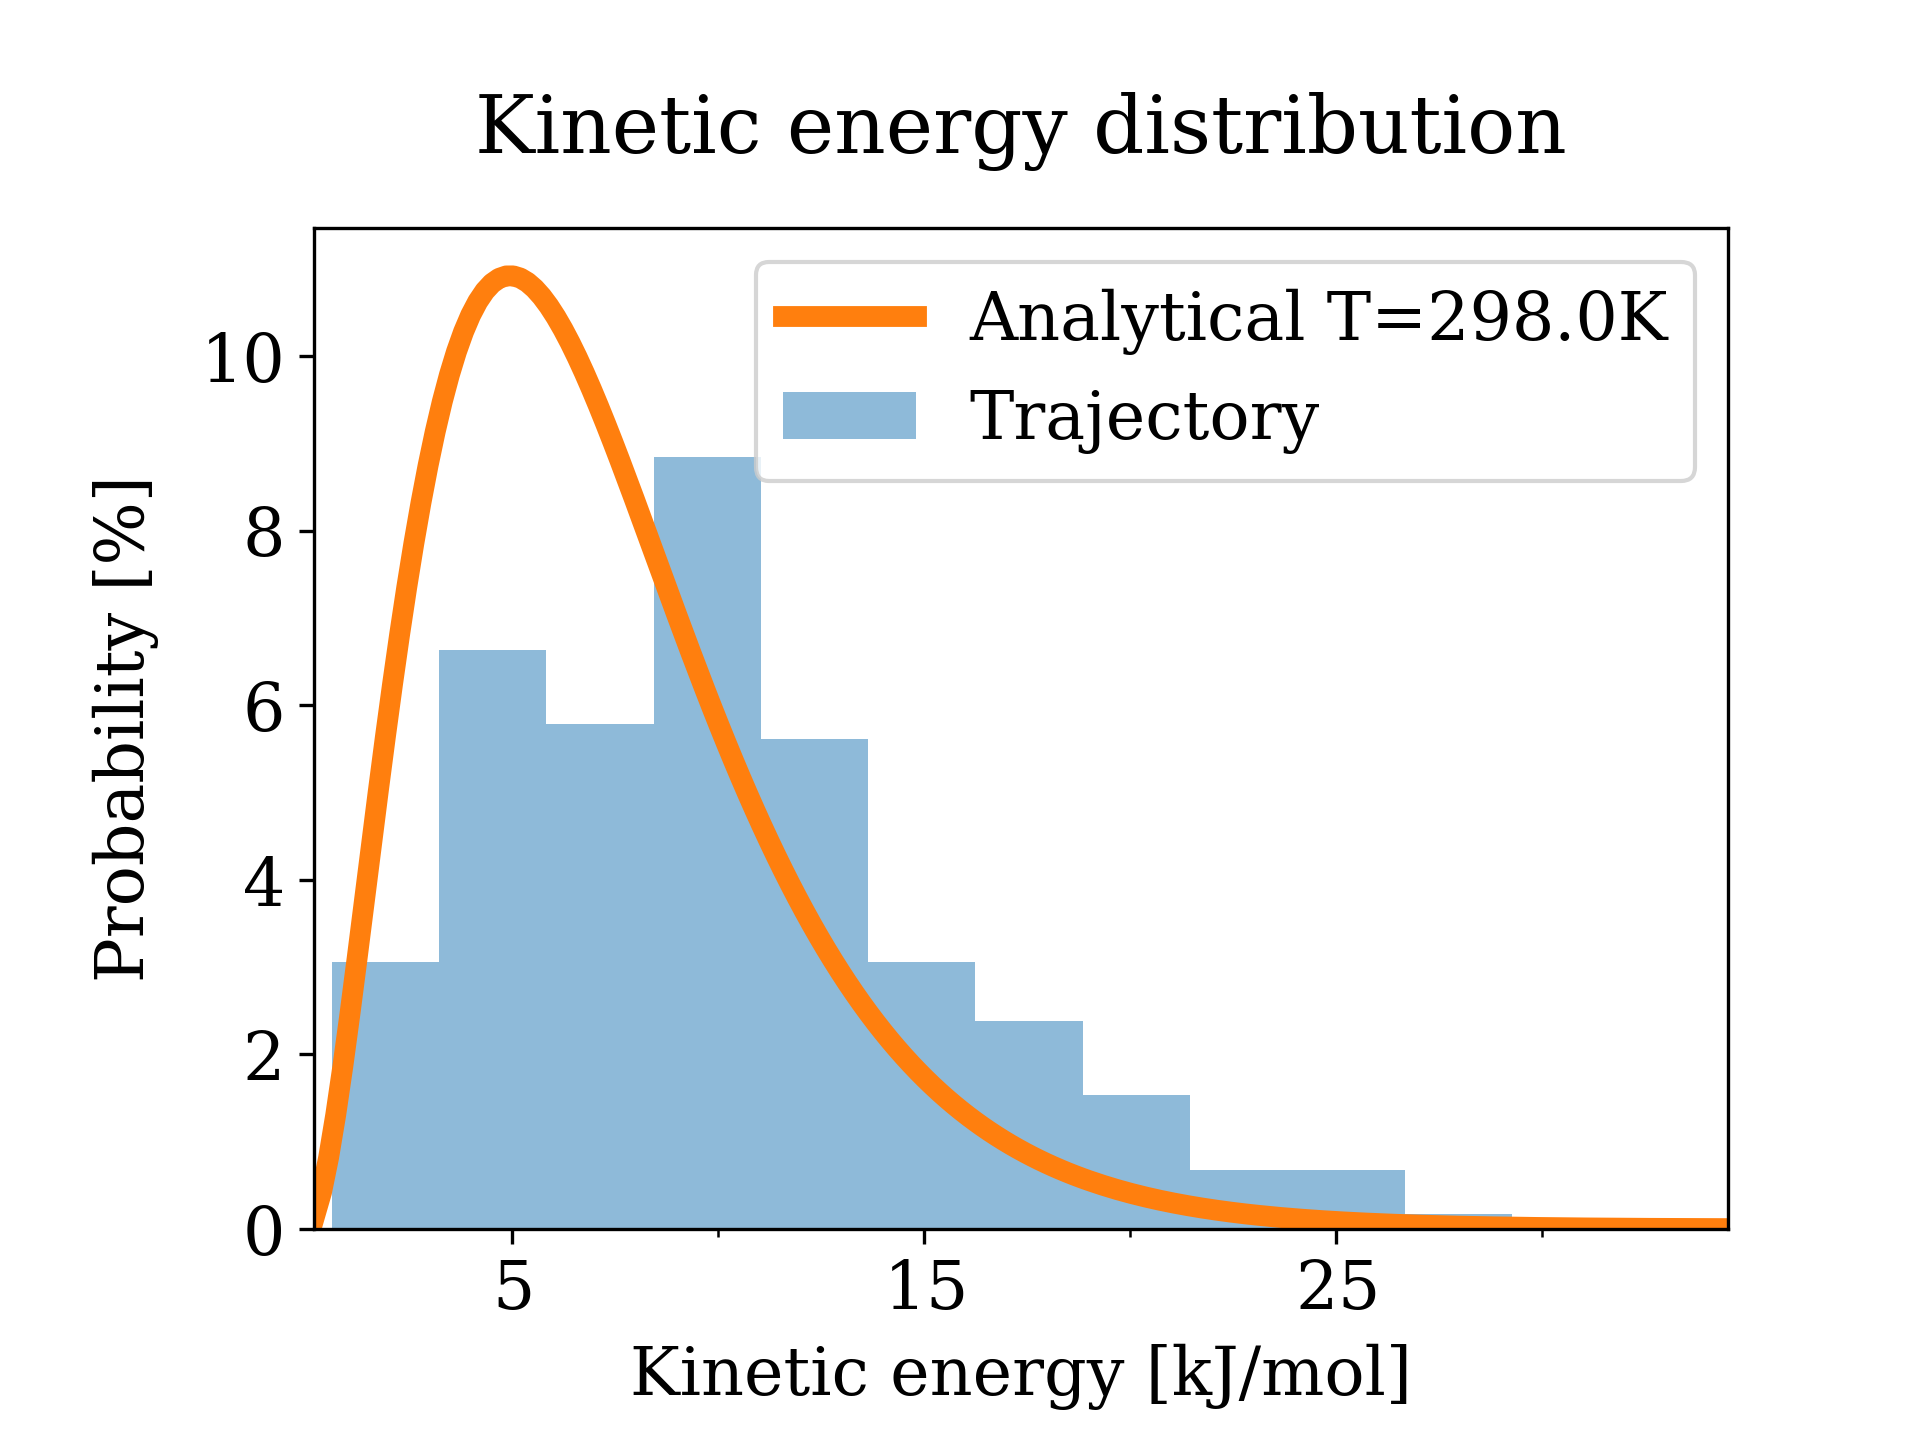 Kinetic energy distribution
Analytical T=298.0K
Trajectory
Probability [%]
10
8
6
4
2
0
5 15 25
Kinetic energy [kJ/mol]